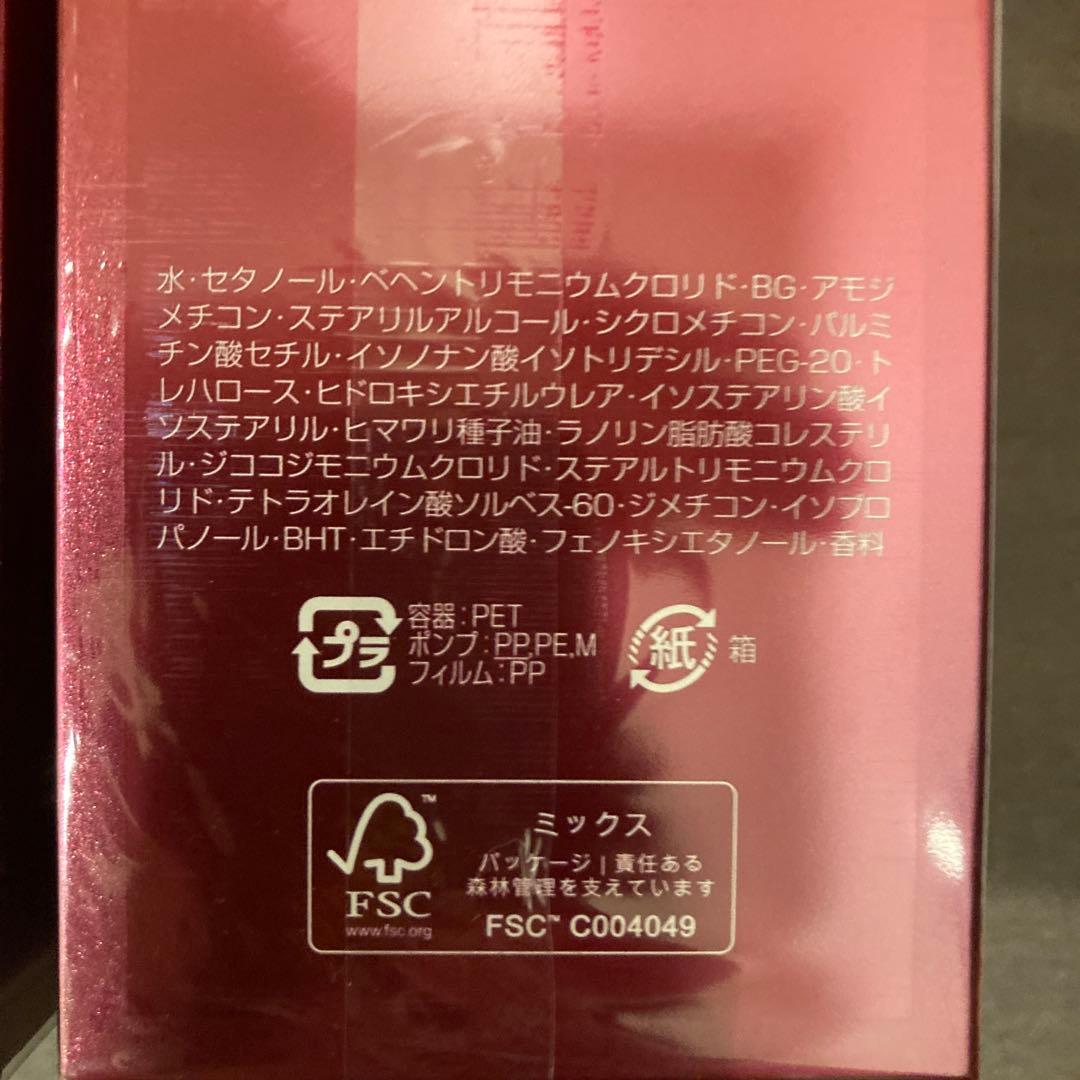 水・セタノール・ベヘントリモニウムクロリド・BG・アモジ
メチコン・ステアリルアルコール・シクロメチコン・パルミ
チン酸セチル・イソノナン酸イソトリデシル・PEG-20・ト
レハロース・ヒドロキシエチルウレア・イソステアリン酸イ
ソステアリル・ヒマワリ種子油・ラノリン脂肪酸コレステリ
ル・ジココジモニウムクロリド・ステアルトリモニウムクロ
リド・テトラオレイン酸ソルベス-60・ジメチコン・イソプロ
パノール・BHT・エチドロン酸・フェノキシエタノール・香料
プラ
容器:PET
ポンプ:PP,PE,M
フィルム:PP
紙
箱
FSC
www.fsc.org
™
ミックス
パッケージ|責任ある
森林管理を支えています
FSC™ C004049